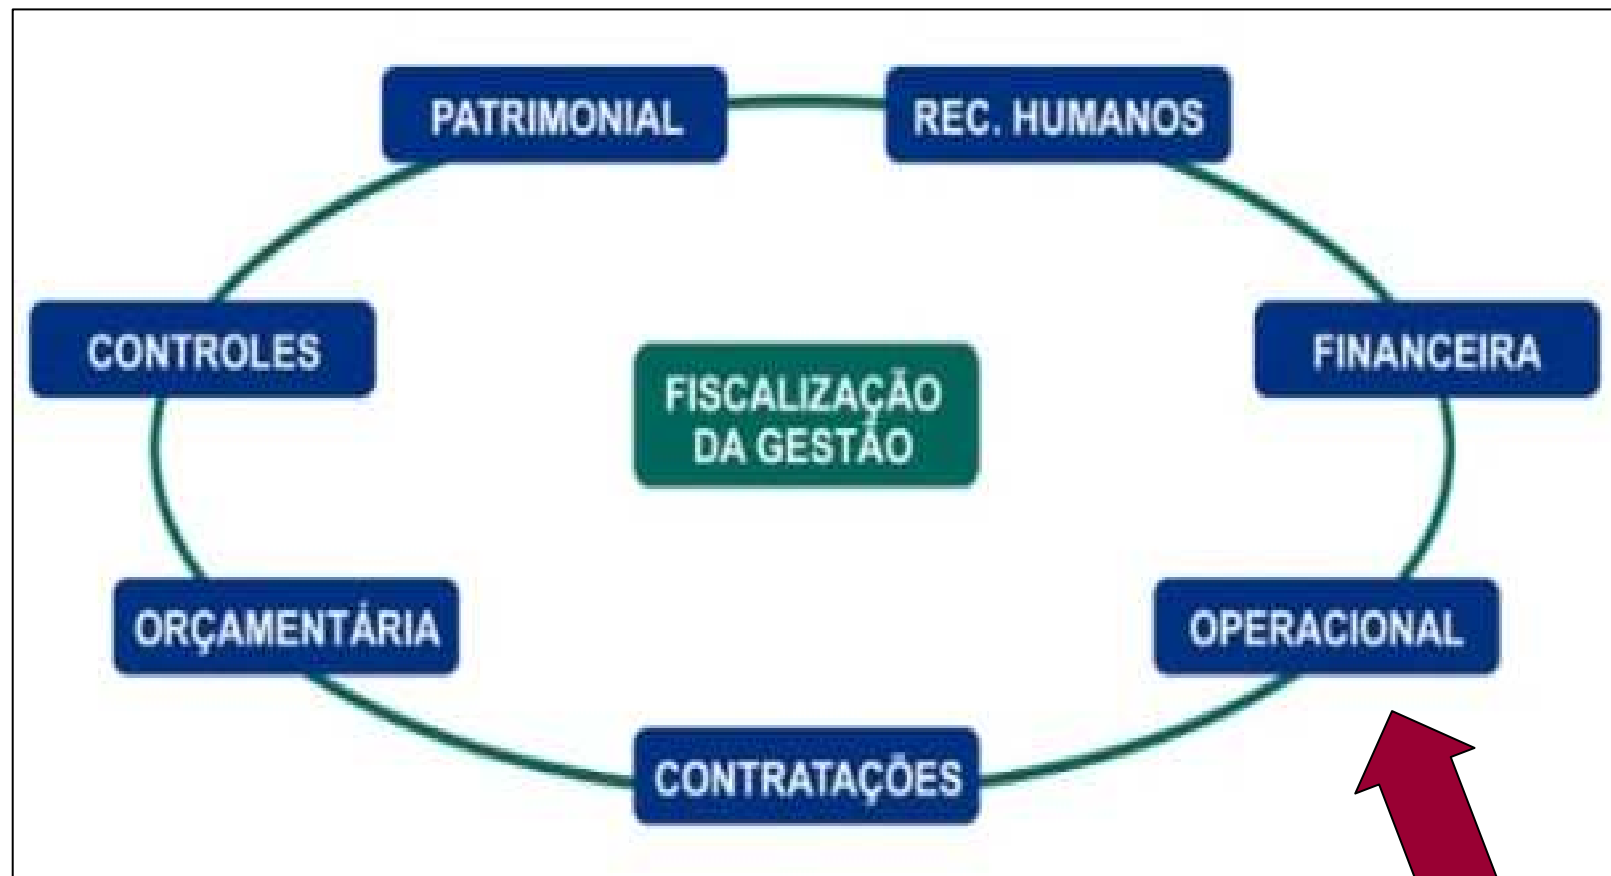 PATRIMONIAL
REC. HUMANOS
CONTROLES
FISCALIZAÇÃO
DA GESTÃO
FINANCEIRA
ORÇAMENTÁRIA
OPERACIONAL
CONTRATAÇÕES